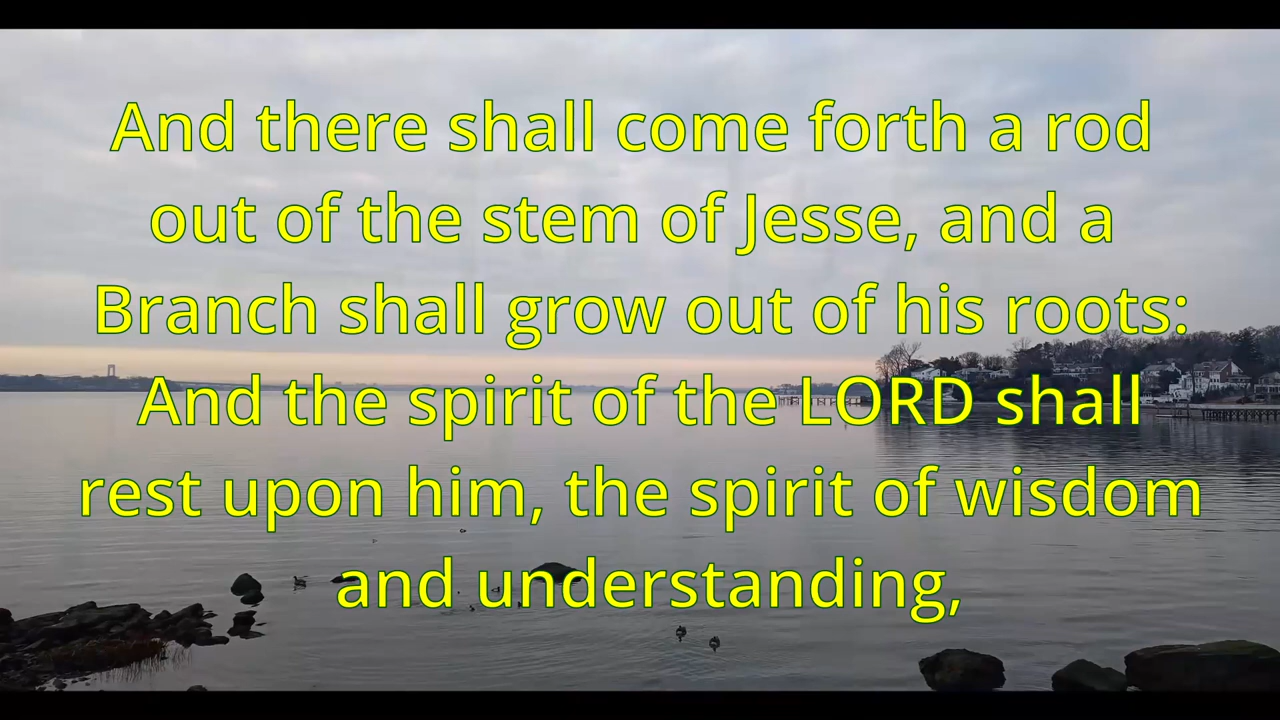 And there shall come forth a rod
out of the stem of Jesse, and a
Branch shall grow out of his roots:
And the spirit of the LORD shall
rest upon him, the spirit of wisdom
and understanding,